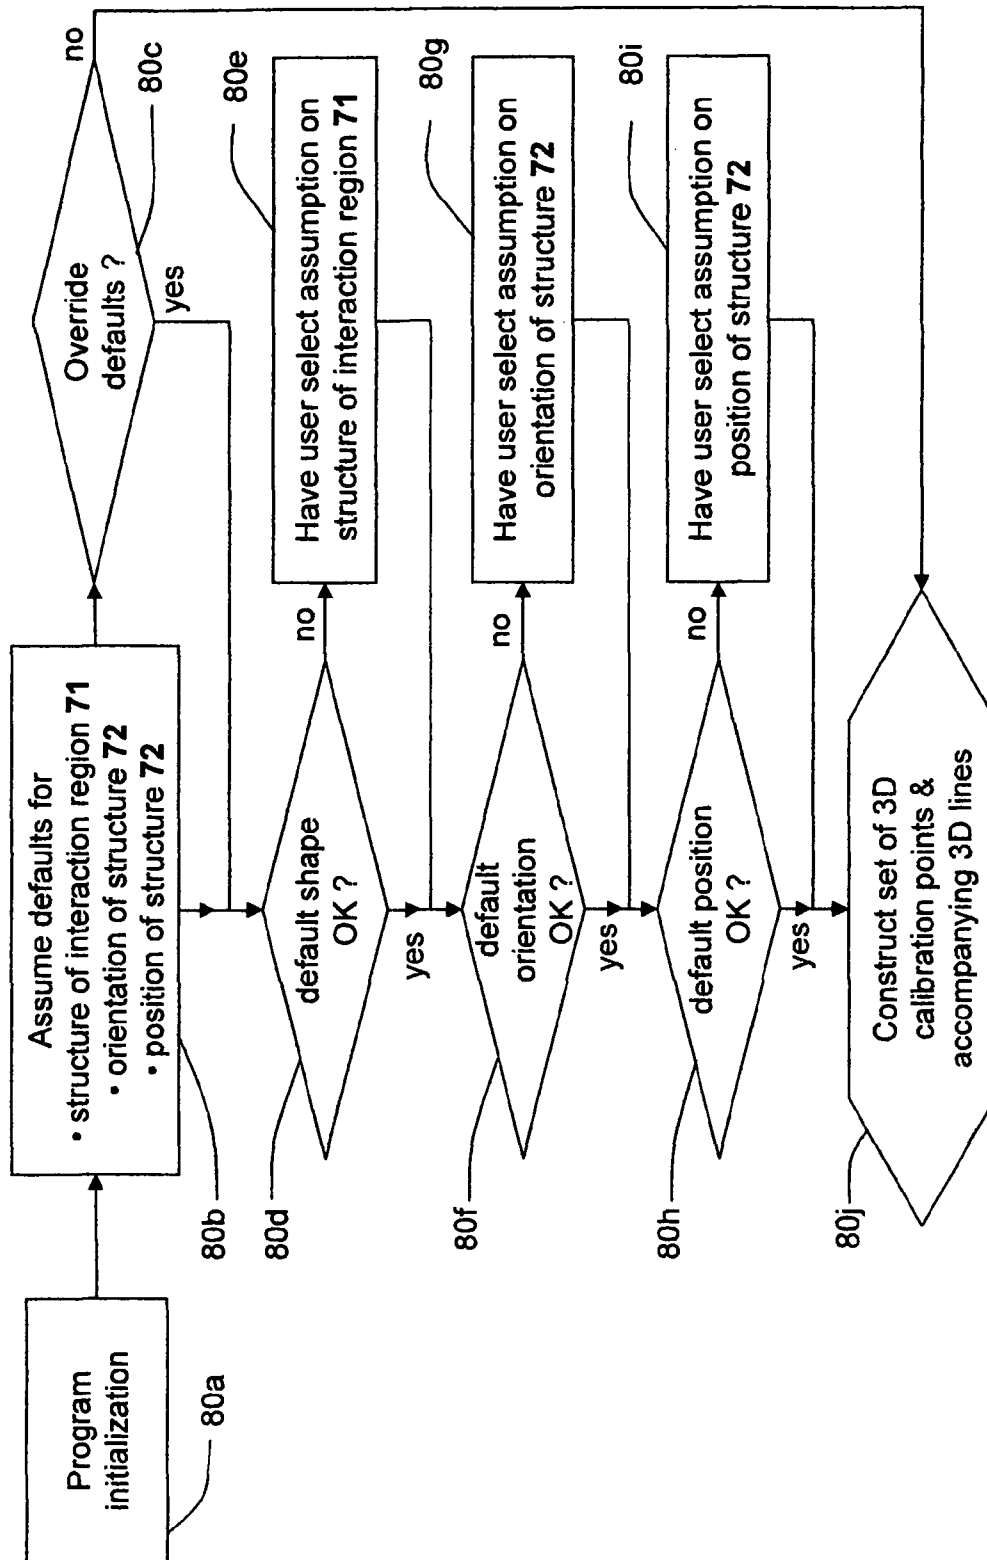 Program
initialization
80a
Assume defaults for
• structure of interaction region 71
• orientation of structure 72
• position of structure 72
80b
Override
defaults ?
no
80c
yes
default shape
OK ?
80d
no
Have user select assumption on
structure of interaction region 71
80e
yes
default
orientation
OK ?
80f
no
Have user select assumption on
orientation of structure 72
80g
yes
default position
OK ?
80h
no
Have user select assumption on
position of structure 72
80i
yes
Construct set of 3D
calibration points &
accompanying 3D lines
80j